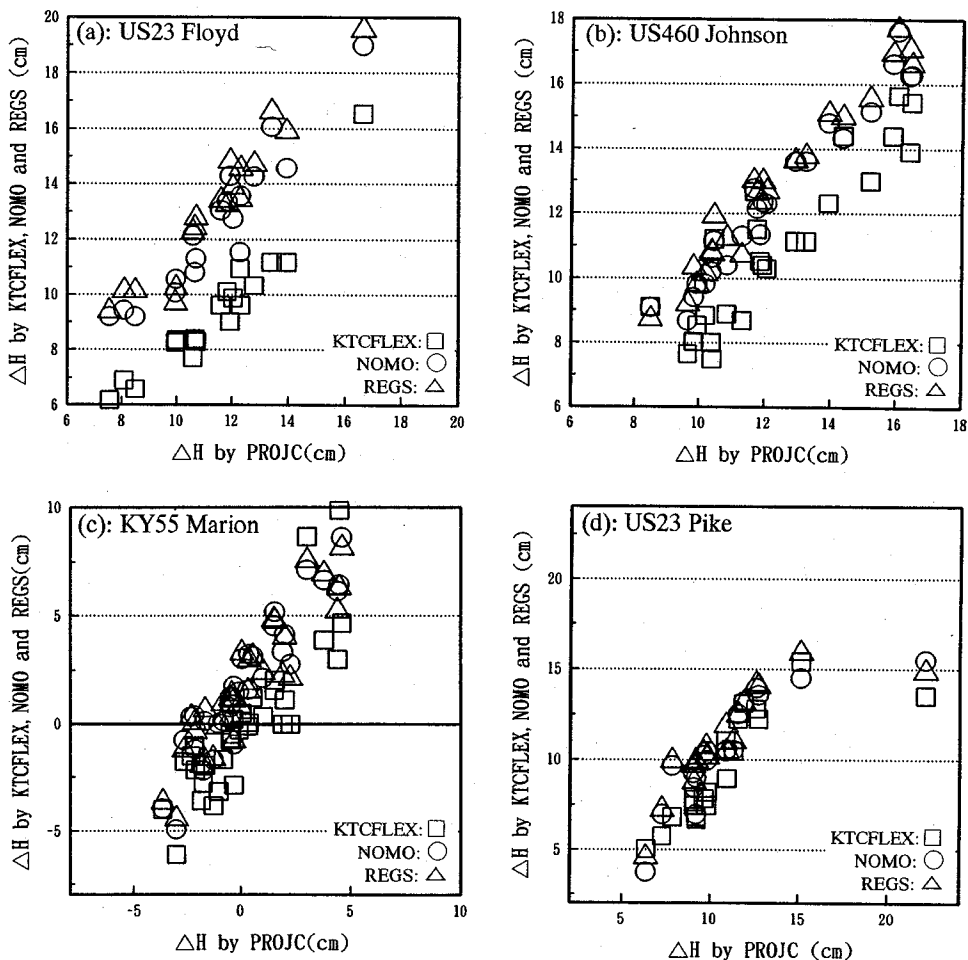 (a): US23 Floyd
△H by KTCFLEX, NOMO and REGS (cm)
20
18
16
14
12
10
8
6
KTCFLEX: □
NOMO: ○
REGS: △
6 8 10 12 14 16 18 20
△H by PROJC(cm)
(b): US460 Johnson
△H by KTCFLEX, NOMO and REGS (cm)
18
16
14
12
10
8
6
KTCFLEX: □
NOMO: ○
REGS: △
6 8 10 12 14 16 18
△H by PROJC(cm)
(c): KY55 Marion
△H by KTCFLEX, NOMO and REGS(cm)
10
5
0
-5
KTCFLEX: □
NOMO: ○
REGS: △
-5 0 5 10
△H by PROJC(cm)
(d): US23 Pike
△H by KTCFLEX, NOMO and REGS (cm)
20
15
10
5
KTCFLEX: □
NOMO: ○
REGS: △
5 10 15 20
△H by PROJC (cm)